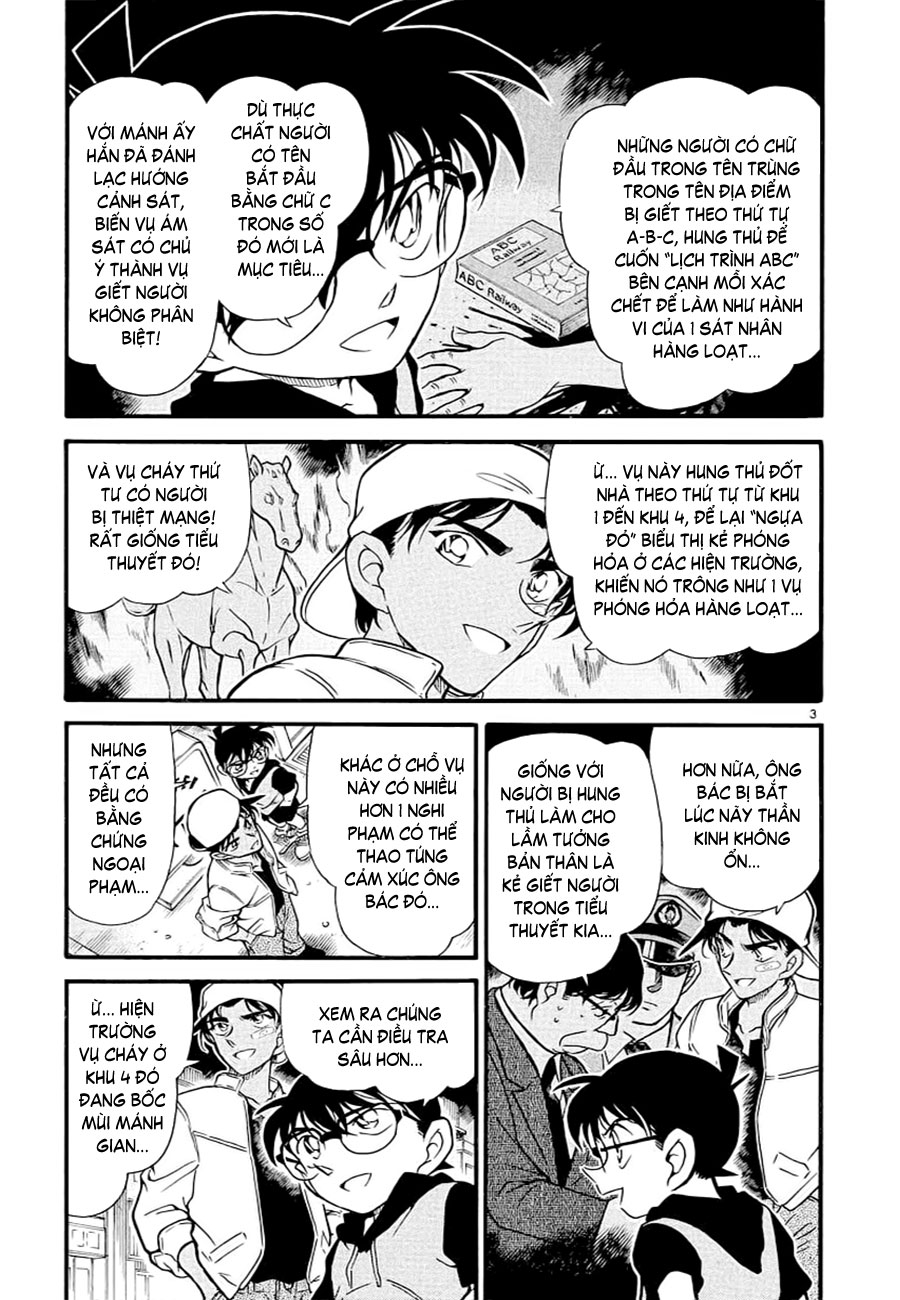 NHỮNG NGƯỜI CÓ CHỮ
ĐẦU TRONG TÊN TRÙNG
TRONG TÊN ĐỊA ĐIỂM
BỊ GIẾT THEO THỨ TỰ
A-B-C, HUNG THỦ ĐỂ
CUỐN "LỊCH TRÌNH ABC"
BÊN CẠNH MỖI XÁC
CHẾT ĐỂ LÀM NHƯ HÀNH
VI CỦA 1 SÁT NHÂN
HÀNG LOẠT...
ABC
Railway
ABC Railway
DÙ THỰC
CHẤT NGƯỜI
CÓ TÊN
BẮT ĐẦU
BẰNG CHỮ C
TRONG SỐ
ĐÓ MỚI LÀ
MỤC TIÊU...
VỚI MÁNH ẤY
HẮN ĐÃ ĐÁNH
LẠC HƯỚNG
CẢNH SÁT,
BIẾN VỤ ÁM
SÁT CÓ CHỦ
Ý THÀNH VỤ
GIẾT NGƯỜI
KHÔNG PHÂN
BIỆT!
Ừ... VỤ NÀY HUNG THỦ ĐỐT
NHÀ THEO THỨ TỰ TỪ KHU
1 ĐẾN KHU 4, ĐỂ LẠI "NGỰA
ĐỎ" BIỂU THỊ KẺ PHÓNG
HỎA Ở CÁC HIỆN TRƯỜNG,
KHIẾN NÓ TRÔNG NHƯ 1 VỤ
PHÓNG HỎA HÀNG LOẠT...
VÀ VỤ CHÁY THỨ
TƯ CÓ NGƯỜI
BỊ THIỆT MẠNG!
RẤT GIỐNG TIỂU
THUYẾT ĐÓ!
3
HƠN NỮA, ÔNG
BÁC BỊ BẮT
LÚC NÀY THẦN
KINH KHÔNG
ỔN...
GIỐNG VỚI
NGƯỜI BỊ HUNG
THỦ LÀM CHO
LẦM TƯỞNG
BẢN THÂN LÀ
KẺ GIẾT NGƯỜI
TRONG TIỂU
THUYẾT KIA...
KHÁC Ở CHỖ VỤ
NÀY CÓ NHIỀU
HƠN 1 NGHI
PHẠM CÓ THỂ
THAO TÚNG
CẢM XÚC ÔNG
BÁC ĐÓ...
NHƯNG
TẤT CẢ
ĐỀU CÓ
BẰNG
CHỨNG
NGOẠI
PHẠM...
XEM RA CHÚNG
TA CẦN ĐIỀU TRA
SÂU HƠN...
Ừ... HIỆN
TRƯỜNG
VỤ CHÁY Ở
KHU 4 ĐÓ
ĐANG BỐC
MÙI MÁNH
GIAN...